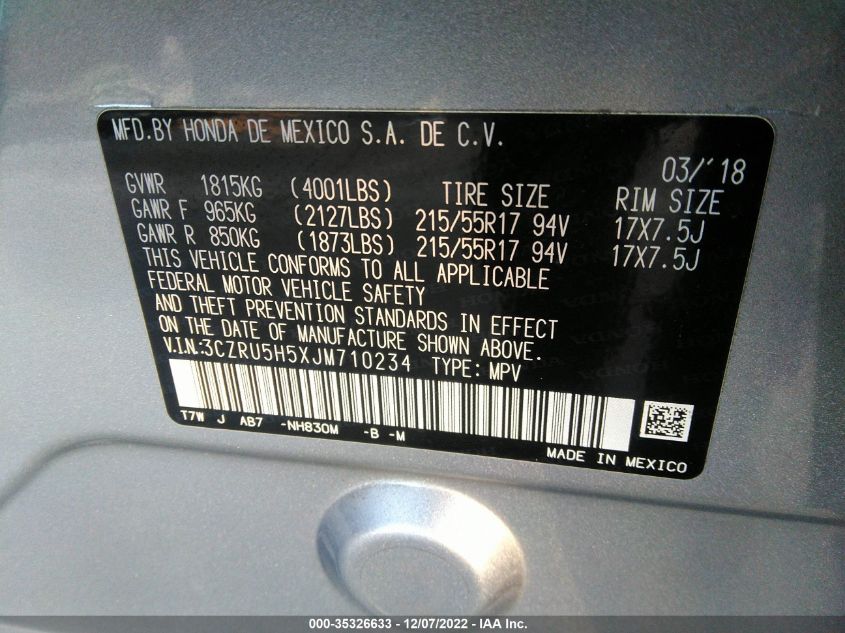 MFD.BY HONDA DE MEXICO S.A. DE C.V.
03/'18
GVWR 1815KG (4001LBS) TIRE SIZE RIM SIZE
GAWR F 965KG (2127LBS) 215/55R17 94V 17X7.5J
GAWR R 850KG (1873LBS) 215/55R17 94V 17X7.5J
THIS VEHICLE CONFORMS TO ALL APPLICABLE
FEDERAL MOTOR VEHICLE SAFETY
AND THEFT PREVENTION STANDARDS IN EFFECT
ON THE DATE OF MANUFACTURE SHOWN ABOVE.
V.I.N:3CZRU5H5XJM710234 TYPE: MPV
T7W J AB7 -NH830M -B -M
MADE IN MEXICO
000-35326633 - 12/07/2022 - IAA Inc.